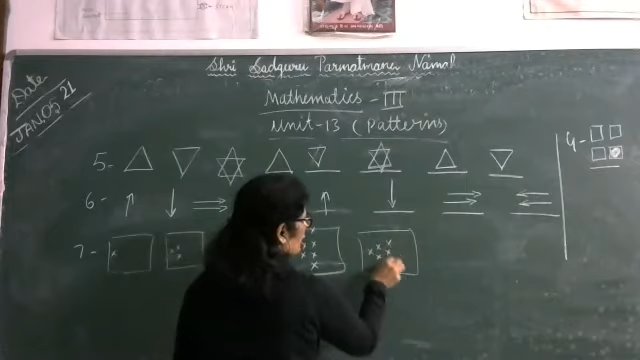 Shri Sadguru Parmatmane Namah
Date
JAN 05 21
Mathematics - III
Unit-13 (Patterns)
4-
5-
6-
7-